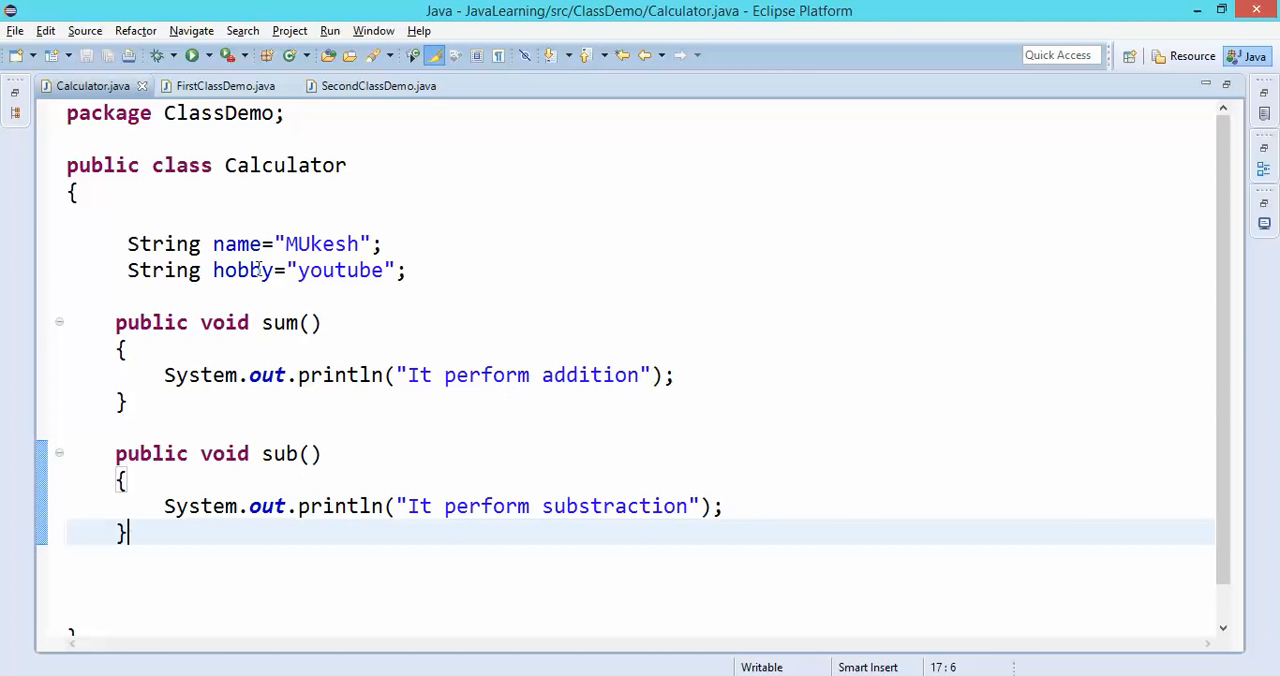 Java - JavaLearning/src/ClassDemo/Calculator.java - Eclipse Platform
File Edit Source Refactor Navigate Search Project Run Window Help
Quick Access Resource Java
Calculator.java FirstClassDemo.java SecondClassDemo.java
package ClassDemo;
public class Calculator
{
String name="MUkesh";
String hobby="youtube";
public void sum()
{
System.out.println("It perform addition");
}
public void sub()
{
System.out.println("It perform substraction");
}
}
Writable Smart Insert 17:6